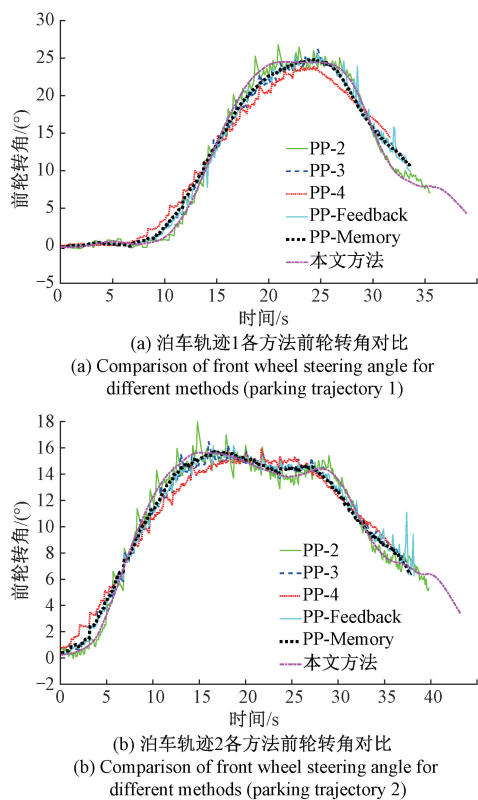 30
25
20
15
10
5
0
−5
前轮转角/(°)
PP-2
PP-3
PP-4
PP-Feedback
PP-Memory
本文方法
0 5 10 15 20 25 30 35
时间/s
(a) 泊车轨迹1各方法前轮转角对比
(a) Comparison of front wheel steering angle for
different methods (parking trajectory 1)
18
16
14
12
10
8
6
4
2
0
−2
前轮转角/(°)
PP-2
PP-3
PP-4
PP-Feedback
PP-Memory
本文方法
0 5 10 15 20 25 30 35 40
时间/s
(b) 泊车轨迹2各方法前轮转角对比
(b) Comparison of front wheel steering angle for
different methods (parking trajectory 2)